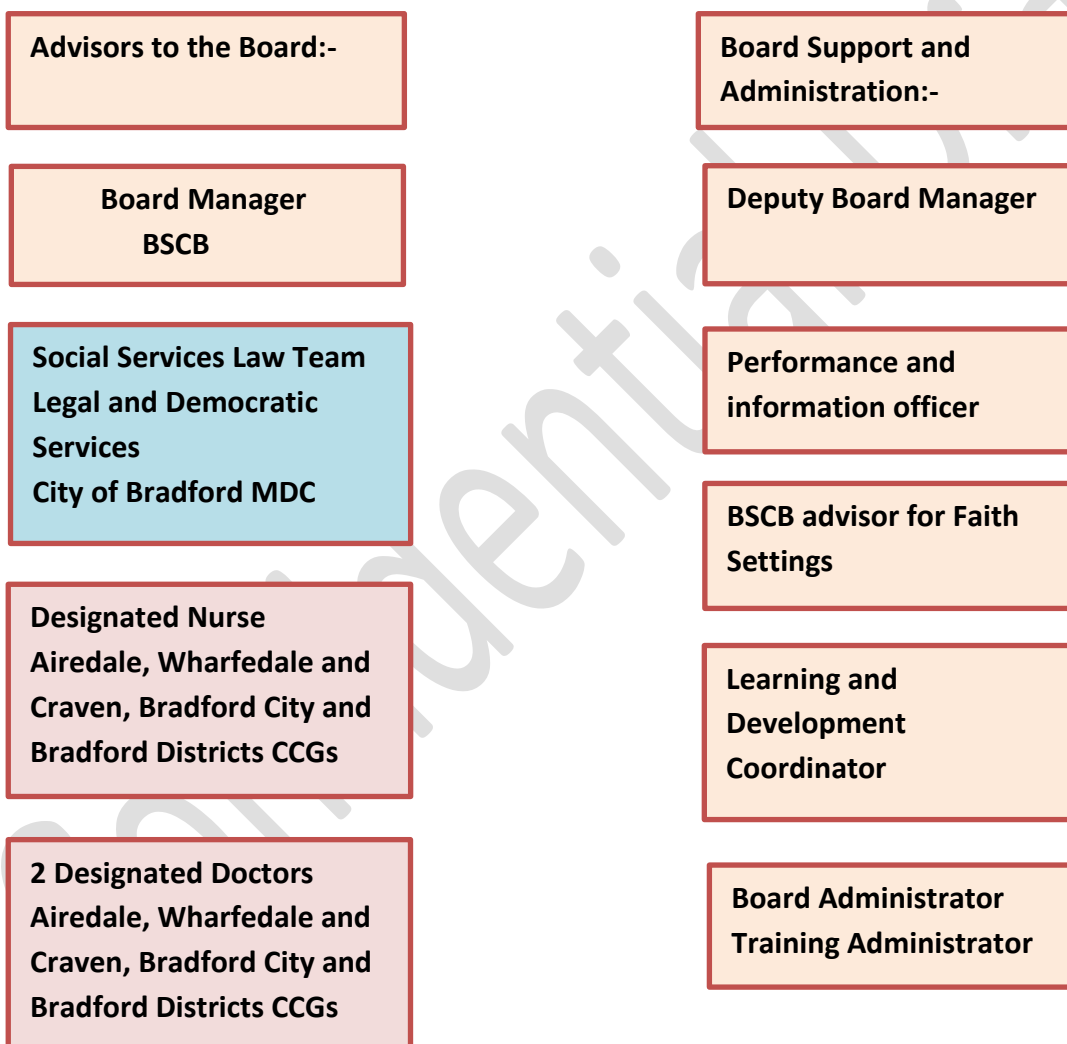 Advisors to the Board:-
Board Manager
BSCB
Social Services Law Team
Legal and Democratic
Services
City of Bradford MDC
Designated Nurse
Airedale, Wharfedale and
Craven, Bradford City and
Bradford Districts CCGs
2 Designated Doctors
Airedale, Wharfedale and
Craven, Bradford City and
Bradford Districts CCGs
Board Support and
Administration:-
Deputy Board Manager
Performance and
information officer
BSCB advisor for Faith
Settings
Learning and
Development
Coordinator
Board Administrator
Training Administrator
Confidential